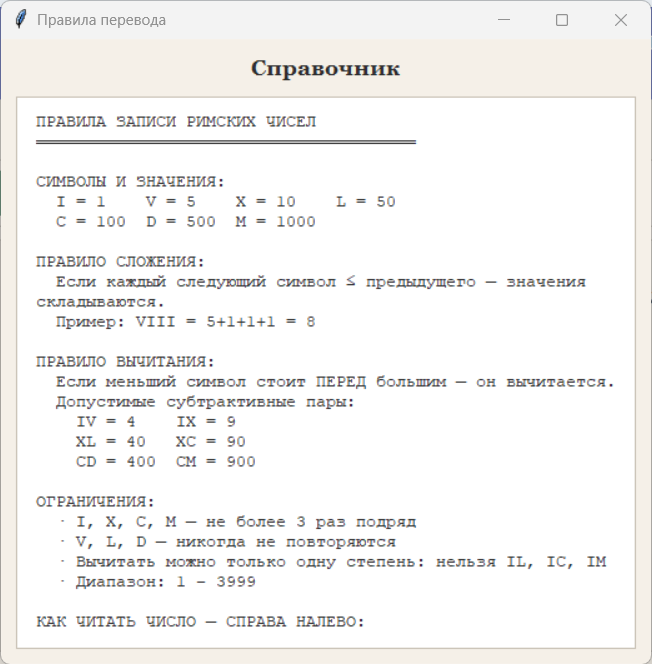 Правила перевода
Справочник
ПРАВИЛА ЗАПИСИ РИМСКИХ ЧИСЕЛ
══════════════════════════════════════
СИМВОЛЫ И ЗНАЧЕНИЯ:
I = 1    V = 5    X = 10    L = 50
C = 100  D = 500  M = 1000
ПРАВИЛО СЛОЖЕНИЯ:
Если каждый следующий символ ≤ предыдущего — значения
складываются.
Пример: VIII = 5+1+1+1 = 8
ПРАВИЛО ВЫЧИТАНИЯ:
Если меньший символ стоит ПЕРЕД большим — он вычитается.
Допустимые субтрактивные пары:
IV = 4    IX = 9
XL = 40   XC = 90
CD = 400  CM = 900
ОГРАНИЧЕНИЯ:
· I, X, C, M — не более 3 раз подряд
· V, L, D — никогда не повторяются
· Вычитать можно только одну степень: нельзя IL, IC, IM
· Диапазон: 1 – 3999
КАК ЧИТАТЬ ЧИСЛО — СПРАВА НАЛЕВО: